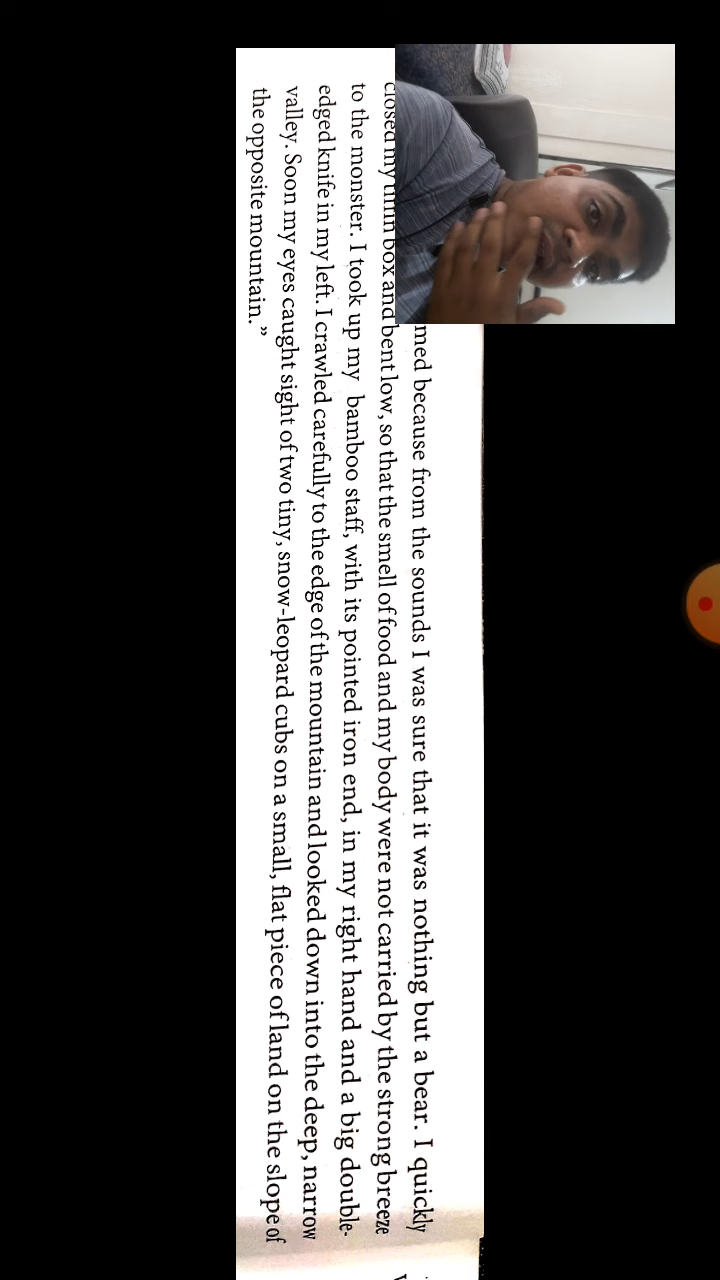 med because from the sounds I was sure that it was nothing but a bear. I quickly
closed my tiffin box and bent low, so that the smell of food and my body were not carried by the strong breeze
to the monster. I took up my bamboo staff, with its pointed iron end, in my right hand and a big double-
edged knife in my left. I crawled carefully to the edge of the mountain and looked down into the deep, narrow
valley. Soon my eyes caught sight of two tiny, snow-leopard cubs on a small, flat piece of land on the slope of
the opposite mountain.”